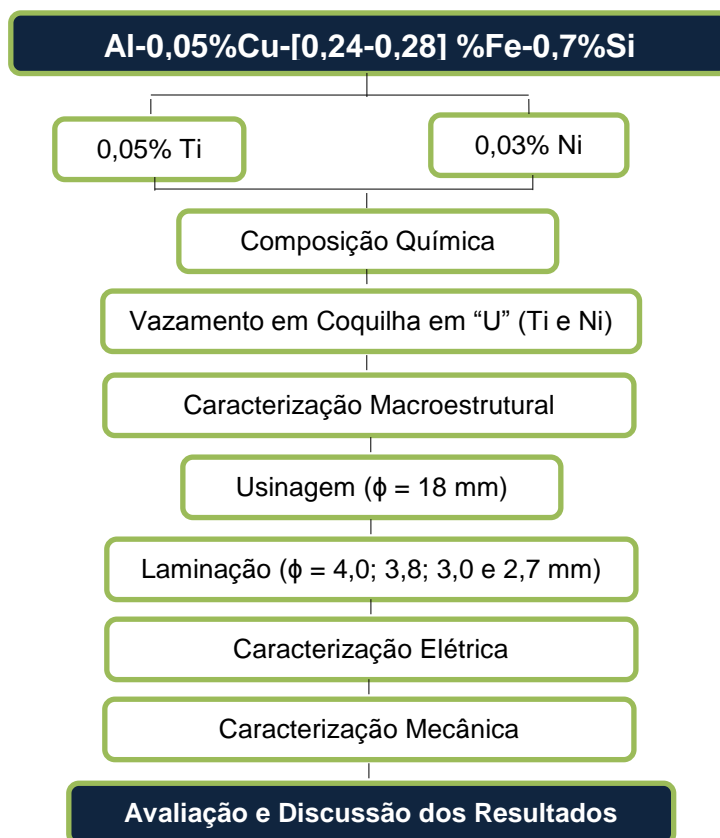 Al-0,05%Cu-[0,24-0,28] %Fe-0,7%Si
0,05% Ti
0,03% Ni
Composição Química
Vazamento em Coquilha em “U” (Ti e Ni)
Caracterização Macroestrutural
Usinagem (ϕ = 18 mm)
Laminação (ϕ = 4,0; 3,8; 3,0 e 2,7 mm)
Caracterização Elétrica
Caracterização Mecânica
Avaliação e Discussão dos Resultados